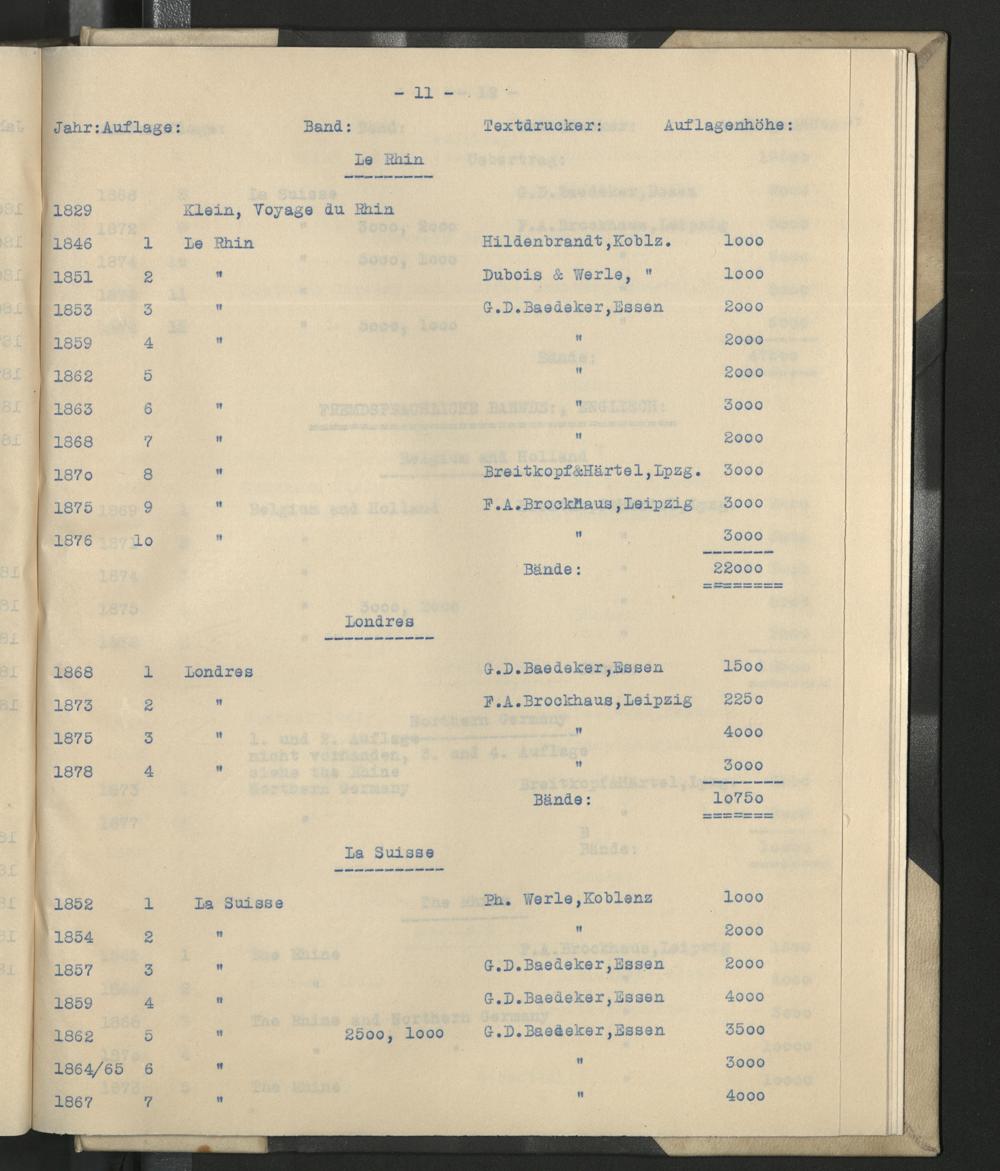 - 11 -
Jahr: Auflage: Band: Textdrucker: Auflagenhöhe:
Le Rhin
1829 Klein, Voyage du Rhin
1846 1 Le Rhin Hildenbrandt,Koblz. 1ooo
1851 2 " Dubois & Werle, " 1ooo
1853 3 " G.D.Baedeker,Essen 2ooo
1859 4 " " 2ooo
1862 5 " 2ooo
1863 6 " " 3ooo
1868 7 " " 2ooo
187o 8 " Breitkopf&Härtel,Lpzg. 3ooo
1875 9 " F.A.Brockhaus,Leipzig 3ooo
1876 1o " " 3ooo
Bände: 22ooo
Londres
1868 1 Londres G.D.Baedeker,Essen 15oo
1873 2 " F.A.Brockhaus,Leipzig 225o
1875 3 " " 4ooo
1878 4 " " 3ooo
Bände: 1o75o
La Suisse
1852 1 La Suisse Ph. Werle,Koblenz 1ooo
1854 2 " " 2ooo
1857 3 " G.D.Baedeker,Essen 2ooo
1859 4 " G.D.Baedeker,Essen 4ooo
1862 5 " 25oo, 1ooo G.D.Baedeker,Essen 35oo
1864/65 6 " " 3ooo
1867 7 " " 4ooo